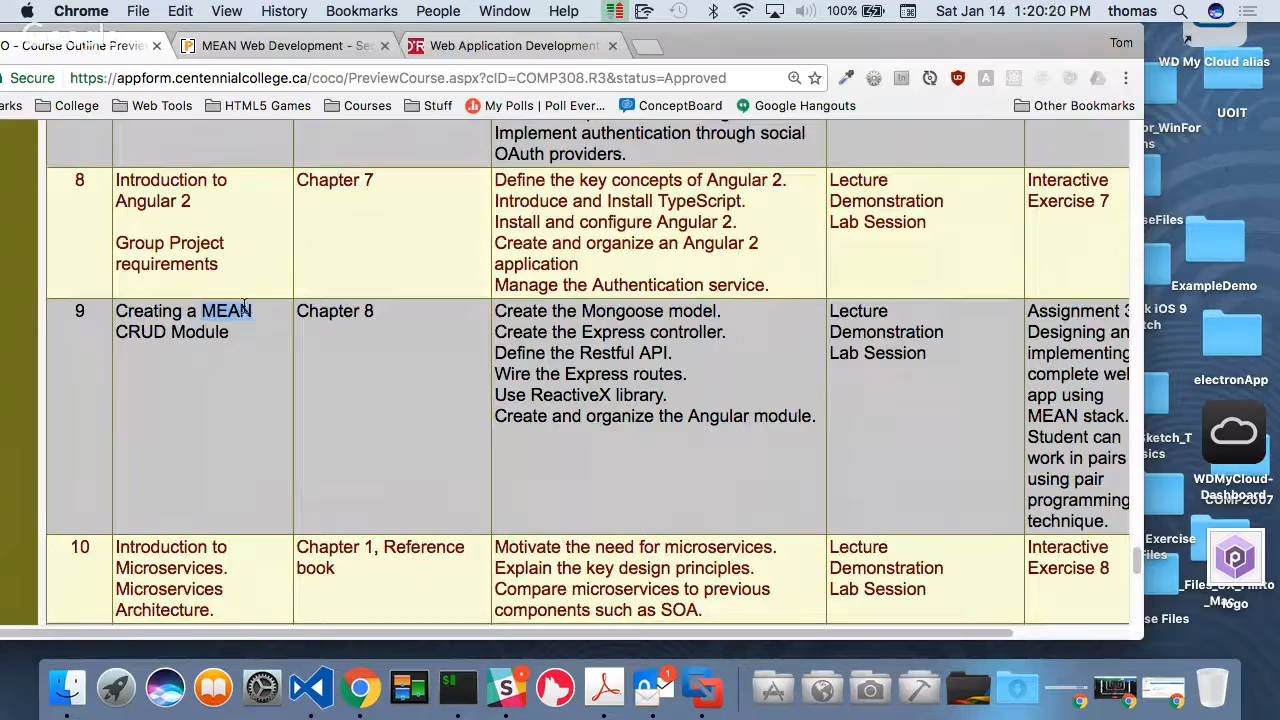 Chrome File Edit View History Bookmarks People Window Help 100% Sat Jan 14 1:20:20 PM thomas
O - Course Outline Previe MEAN Web Development - Se Web Application Development Tom
Secure https://appform.centennialcollege.ca/coco/PreviewCourse.aspx?cID=COMP308.R3&status=Approved
arks College Web Tools HTML5 Games Courses Stuff My Polls | Poll Ever... ConceptBoard Google Hangouts Other Bookmarks
Implement authentication through social
OAuth providers.
8 Introduction to Chapter 7 Define the key concepts of Angular 2. Lecture Interactive
Angular 2 Introduce and Install TypeScript. Demonstration Exercise 7
Install and configure Angular 2. Lab Session
Group Project Create and organize an Angular 2
requirements application
Manage the Authentication service.
9 Creating a MEAN Chapter 8 Create the Mongoose model. Lecture Assignment 3
CRUD Module Create the Express controller. Demonstration Designing an
Define the Restful API. Lab Session implementing
Wire the Express routes. complete we
Use ReactiveX library. app using
Create and organize the Angular module. MEAN stack.
Student can
work in pairs
using pair
programming
technique.
10 Introduction to Chapter 1, Reference Motivate the need for microservices. Lecture Interactive
Microservices. book Explain the key design principles. Demonstration Exercise 8
Microservices Compare microservices to previous Lab Session
Architecture. components such as SOA.
WD My Cloud alias
UOIT
ExampleDemo
electronApp
WDMyCloud-
Dashboard
COMP2007
logo